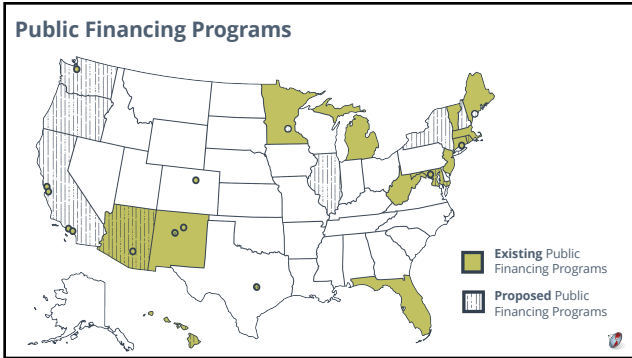 Public Financing Programs
Existing Public
Financing Programs
Proposed Public
Financing Programs